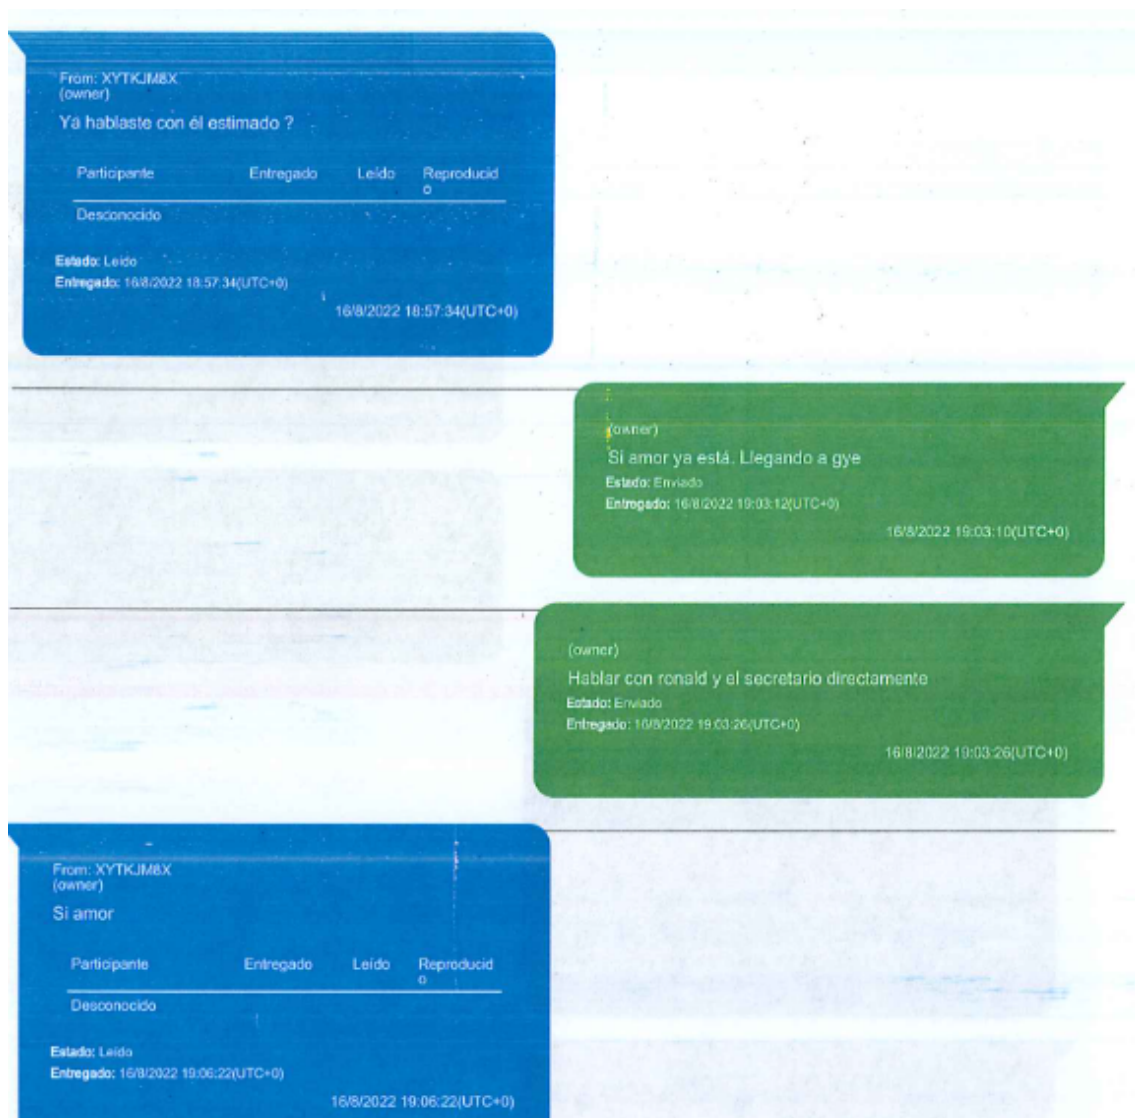 From: XYTKJM8X
(owner)
Ya hablaste con él estimado ?
Participante Entregado Leído Reproducid
o
Desconocido
Estado: Leído
Entregado: 16/8/2022 18:57:34(UTC+0)
16/8/2022 18:57:34(UTC+0)
(owner)
Si amor ya está. Llegando a gye
Estado: Enviado
Entregado: 16/8/2022 19:03:12(UTC+0)
16/8/2022 19:03:10(UTC+0)
(owner)
Hablar con ronald y el secretario directamente
Estado: Enviado
Entregado: 16/8/2022 19:03:26(UTC+0)
16/8/2022 19:03:26(UTC+0)
From: XYTKJM8X
(owner)
Si amor
Participante Entregado Leído Reproducid
o
Desconocido
Estado: Leído
Entregado: 16/8/2022 19:06:22(UTC+0)
16/8/2022 19:06:22(UTC+0)